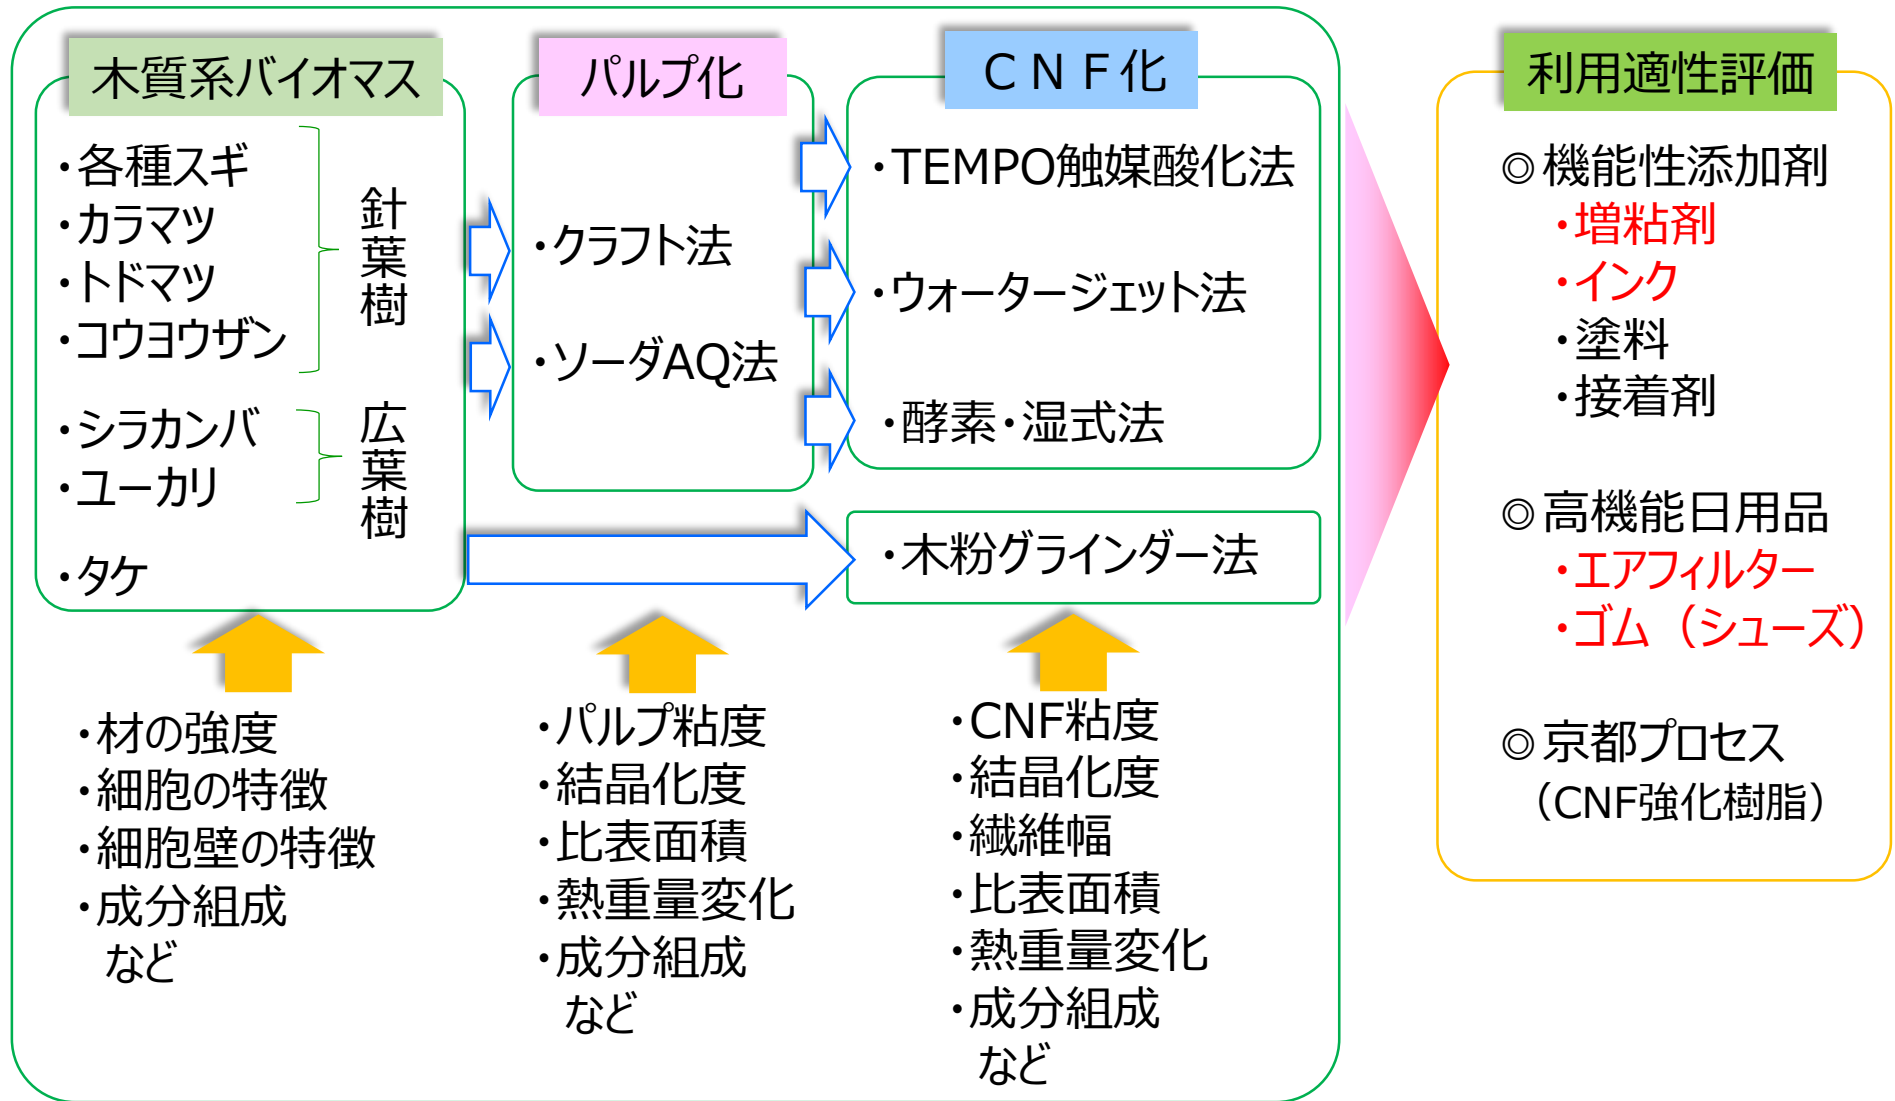 木質系バイオマス
・各種スギ
・カラマツ
・トドマツ
・コウヨウザン
針葉樹
・シラカンバ
・ユーカリ
広葉樹
・タケ
・材の強度
・細胞の特徴
・細胞壁の特徴
・成分組成
など
パルプ化
・クラフト法
・ソーダAQ法
・パルプ粘度
・結晶化度
・比表面積
・熱重量変化
・成分組成
など
ＣＮＦ化
・TEMPO触媒酸化法
・ウォータージェット法
・酵素・湿式法
・木粉グラインダー法
・CNF粘度
・結晶化度
・繊維幅
・比表面積
・熱重量変化
・成分組成
など
利用適性評価
◎機能性添加剤
・増粘剤
・インク
・塗料
・接着剤
◎高機能日用品
・エアフィルター
・ゴム（シューズ）
◎京都プロセス
（CNF強化樹脂）